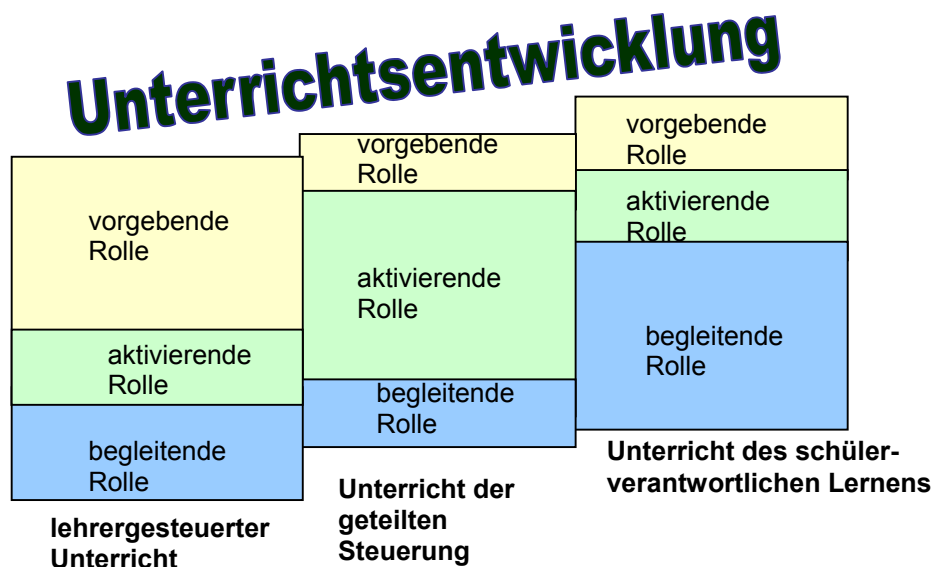 Unterrichtsentwicklung
vorgebende
Rolle
aktivierende
Rolle
begleitende
Rolle
lehrergesteuerter
Unterricht
vorgebende
Rolle
aktivierende
Rolle
begleitende
Rolle
Unterricht der
geteilten
Steuerung
vorgebende
Rolle
aktivierende
Rolle
begleitende
Rolle
Unterricht des schüler-
verantwortlichen Lernens